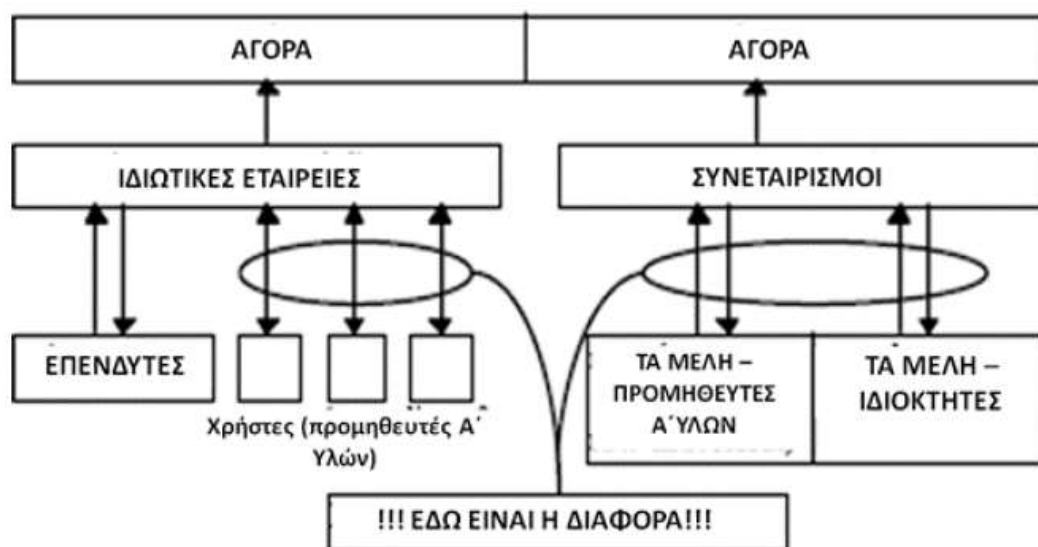 ΑΓΟΡΑ
ΑΓΟΡΑ
ΙΔΙΩΤΙΚΕΣ ΕΤΑΙΡΕΙΕΣ
ΣΥΝΕΤΑΙΡΙΣΜΟΙ
ΕΠΕΝΔΥΤΕΣ
Χρήστες (προμηθευτές Α΄
Υλών)
ΤΑ ΜΕΛΗ –
ΠΡΟΜΗΘΕΥΤΕΣ
Α΄ΥΛΩΝ
ΤΑ ΜΕΛΗ –
ΙΔΙΟΚΤΗΤΕΣ
!!! ΕΔΩ ΕΙΝΑΙ Η ΔΙΑΦΟΡΑ!!!